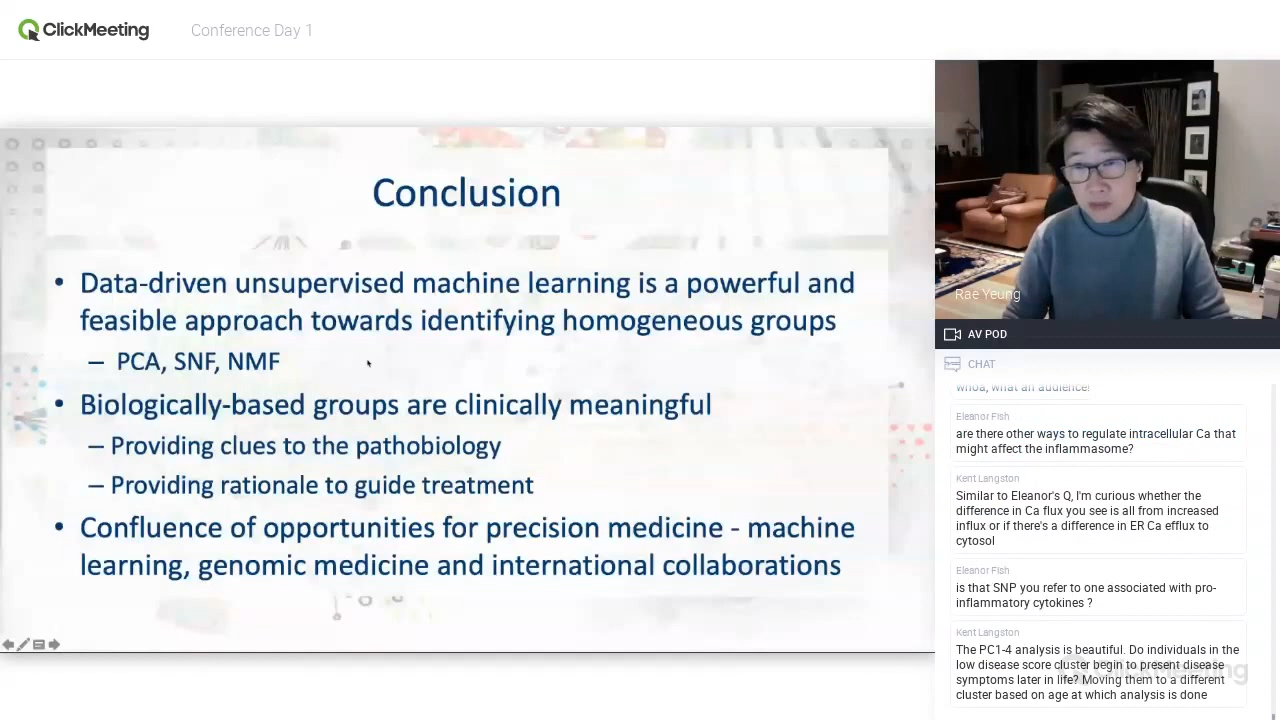 ClickMeeting
Conference Day 1
Conclusion
• Data-driven unsupervised machine learning is a powerful and
feasible approach towards identifying homogeneous groups
– PCA, SNF, NMF
• Biologically-based groups are clinically meaningful
– Providing clues to the pathobiology
– Providing rationale to guide treatment
• Confluence of opportunities for precision medicine - machine
learning, genomic medicine and international collaborations
Rae Yeung
AV POD
CHAT
whoa, what an audience!
Eleanor Fish
are there other ways to regulate intracellular Ca that
might affect the inflammasome?
Kent Langston
Similar to Eleanor's Q, I'm curious whether the
difference in Ca flux you see is all from increased
influx or if there's a difference in ER Ca efflux to
cytosol
Eleanor Fish
is that SNP you refer to one associated with pro-
inflammatory cytokines ?
Kent Langston
The PC1-4 analysis is beautiful. Do individuals in the
low disease score cluster begin to present disease
symptoms later in life? Moving them to a different
cluster based on age at which analysis is done
ClickMeeting